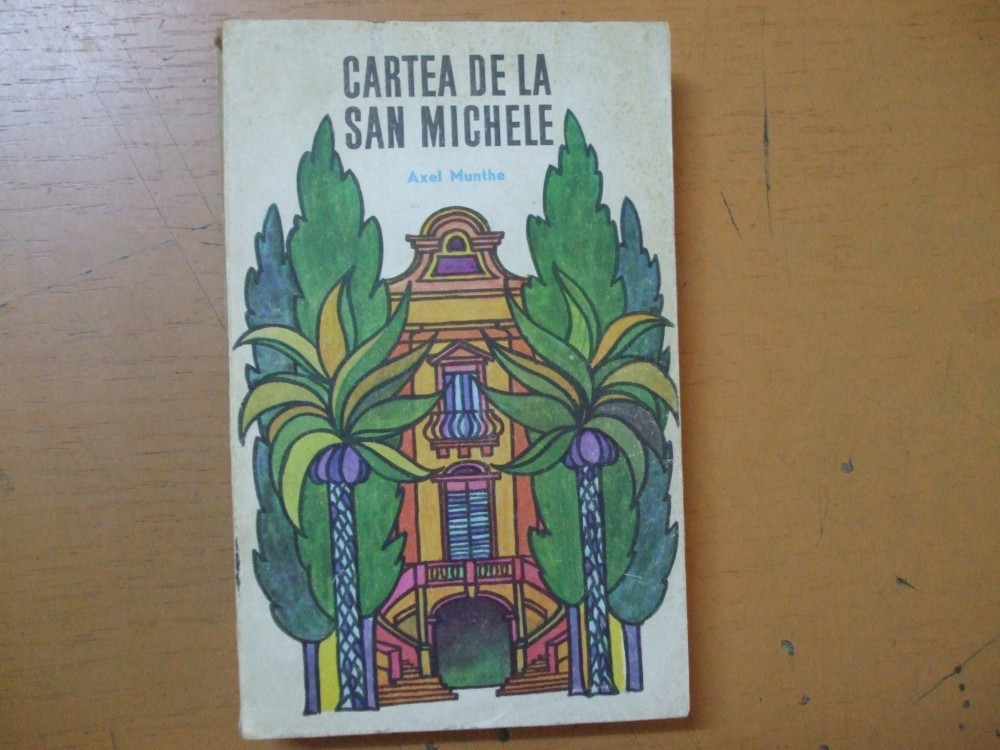 CARTEA DE LA
SAN MICHELE
Axel Munthe